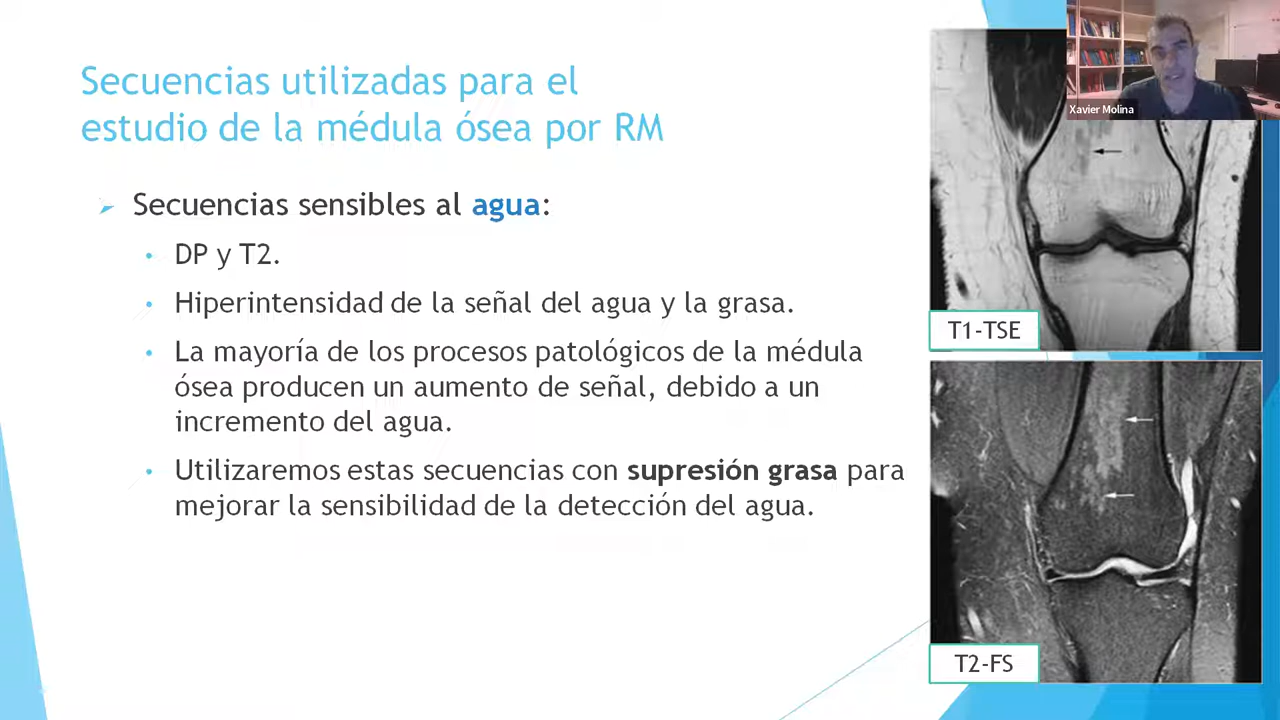 Secuencias utilizadas para el
estudio de la médula ósea por RM
Secuencias sensibles al agua:
DP y T2.
Hiperintensidad de la señal del agua y la grasa.
La mayoría de los procesos patológicos de la médula
ósea producen un aumento de señal, debido a un
incremento del agua.
Utilizaremos estas secuencias con supresión grasa para
mejorar la sensibilidad de la detección del agua.
Xavier Molina
T1-TSE
T2-FS